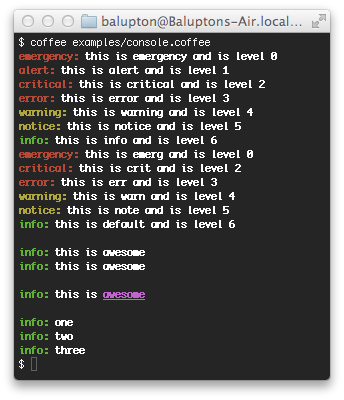 balupton@Baluptons-Air.local...
$ coffee examples/console.coffee
emergency: this is emergency and is level 0
alert: this is alert and is level 1
critical: this is critical and is level 2
error: this is error and is level 3
warning: this is warning and is level 4
notice: this is notice and is level 5
info: this is info and is level 6
emergency: this is emerg and is level 0
critical: this is crit and is level 2
error: this is err and is level 3
warning: this is warn and is level 4
notice: this is note and is level 5
info: this is default and is level 6
info: this is awesome
info: this is awesome
info: this is awesome
info: one
info: two
info: three
$